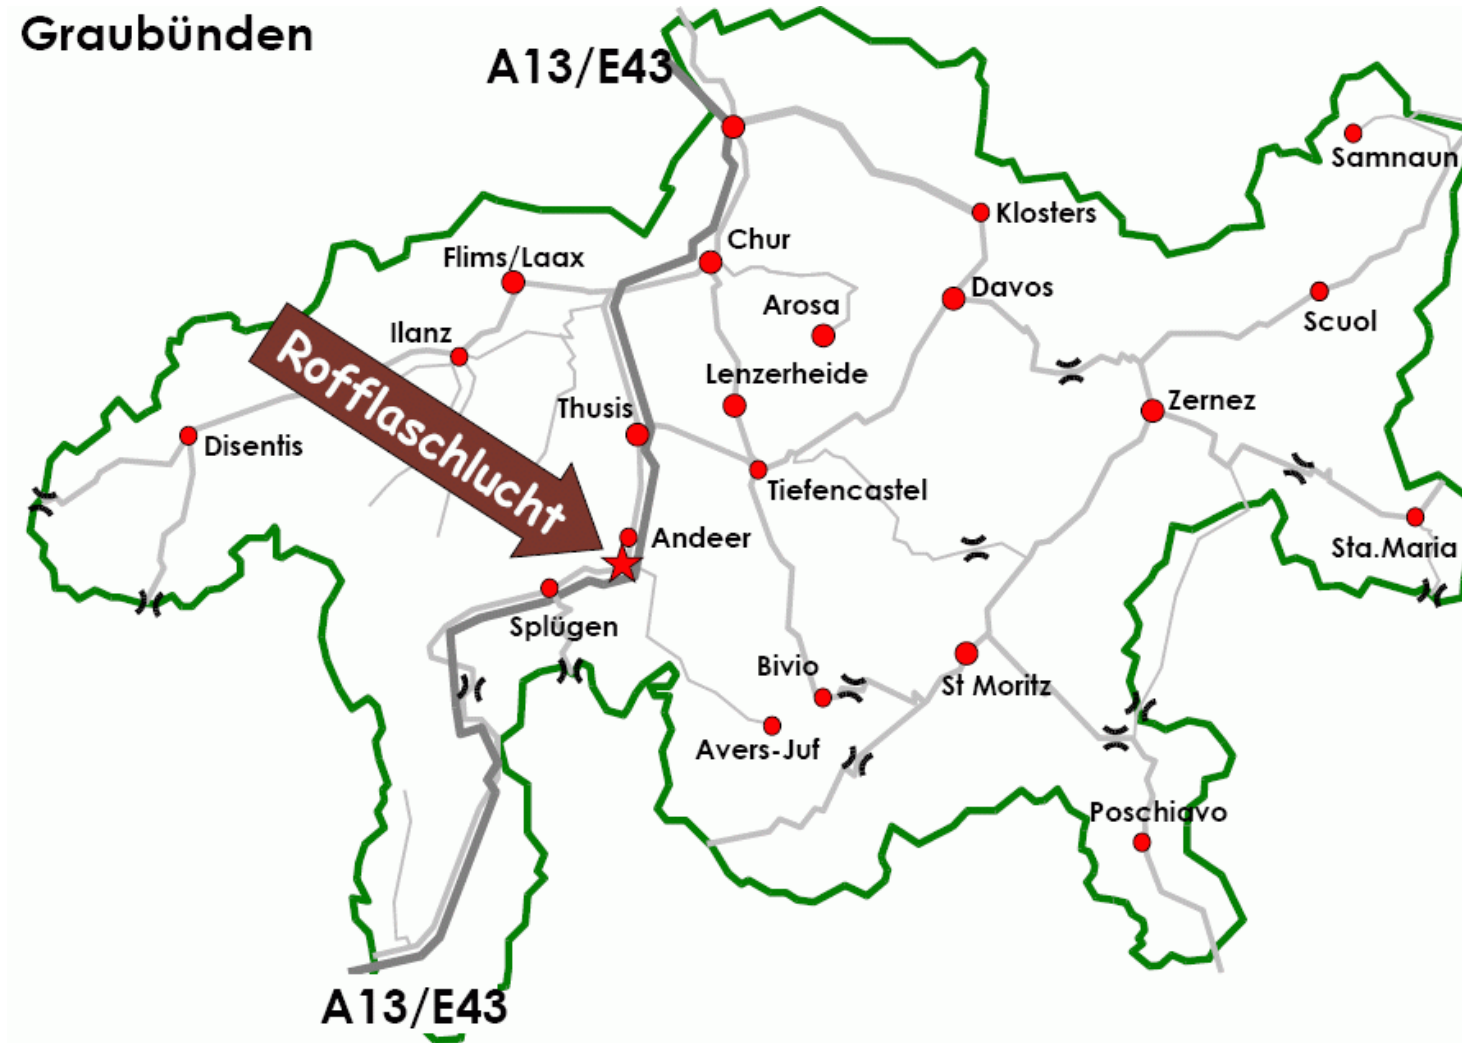 Graubünden
A13/E43
Samnaun
Klosters
Chur
Flims/Laax
Davos
Arosa
Scuol
Ilanz
Rofflaschlucht
Lenzerheide
Thusis
Zernez
Disentis
Tiefencastel
Andeer
Sta.Maria
Splügen
Bivio
St Moritz
Avers-Juf
Poschiavo
A13/E43